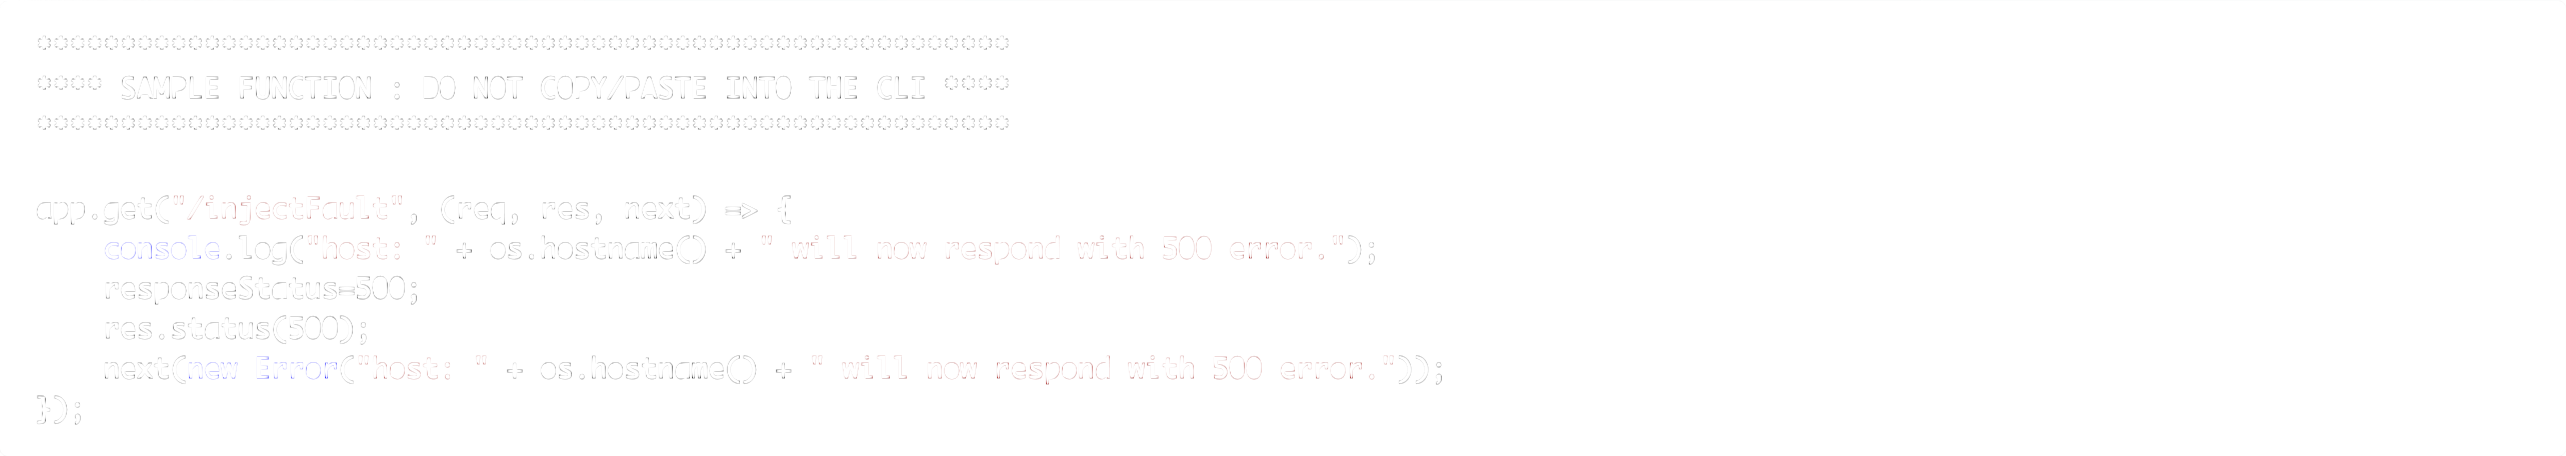 **********************************************************
**** SAMPLE FUNCTION : DO NOT COPY/PASTE INTO THE CLI ****
**********************************************************
app.get("/injectFault", (req, res, next) => {
    console.log("host: " + os.hostname() + " will now respond with 500 error.");
    responseStatus=500;
    res.status(500);
    next(new Error("host: " + os.hostname() + " will now respond with 500 error."));
});